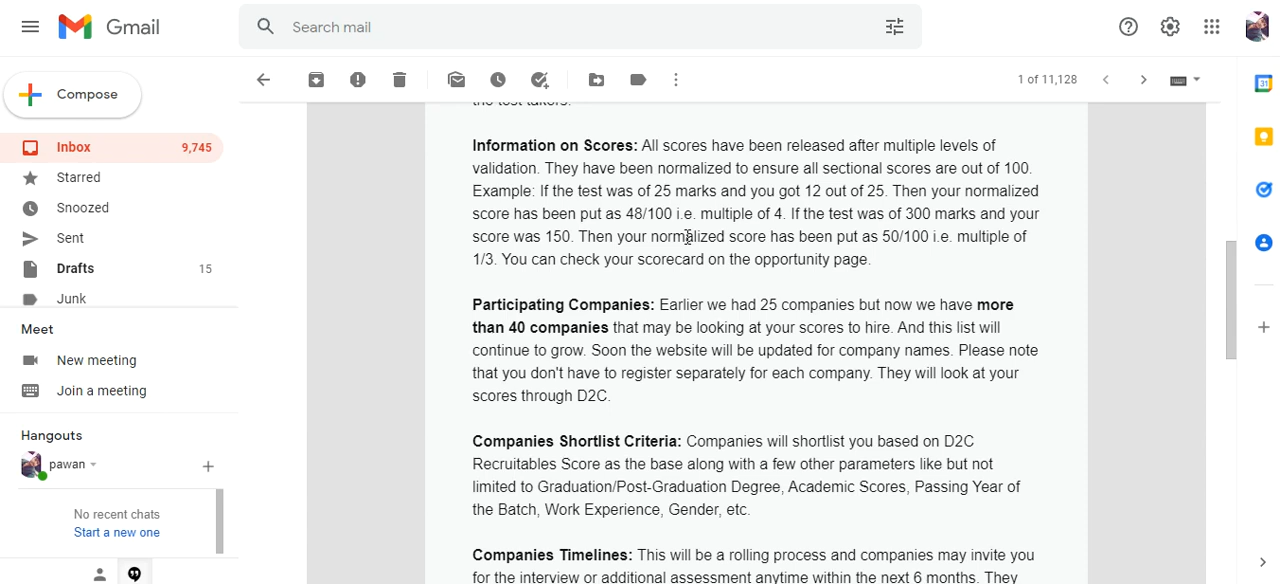 Gmail
Search mail
Compose
1 of 11,128
Inbox 9,745
Starred
Snoozed
Sent
Drafts 15
Junk
Meet
New meeting
Join a meeting
Hangouts
pawan
No recent chats
Start a new one
the test takers.
Information on Scores: All scores have been released after multiple levels of
validation. They have been normalized to ensure all sectional scores are out of 100.
Example: If the test was of 25 marks and you got 12 out of 25. Then your normalized
score has been put as 48/100 i.e. multiple of 4. If the test was of 300 marks and your
score was 150. Then your normalized score has been put as 50/100 i.e. multiple of
1/3. You can check your scorecard on the opportunity page.
Participating Companies: Earlier we had 25 companies but now we have more
than 40 companies that may be looking at your scores to hire. And this list will
continue to grow. Soon the website will be updated for company names. Please note
that you don't have to register separately for each company. They will look at your
scores through D2C.
Companies Shortlist Criteria: Companies will shortlist you based on D2C
Recruitables Score as the base along with a few other parameters like but not
limited to Graduation/Post-Graduation Degree, Academic Scores, Passing Year of
the Batch, Work Experience, Gender, etc.
Companies Timelines: This will be a rolling process and companies may invite you
for the interview or additional assessment anytime within the next 6 months. They
31